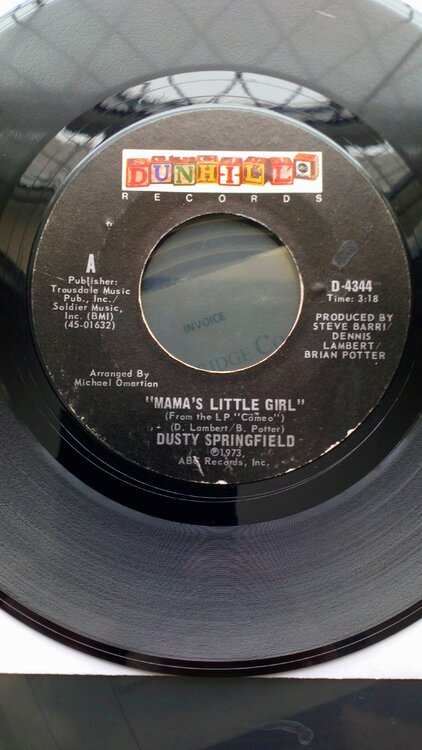 DUNHILL
RECORDS
A
Publisher:
Trousdale Music
Pub., Inc./
Soldier Music,
Inc. (BMI)
(45-01632)
D-4344
Time: 3:18
PRODUCED BY
STEVE BARRI/
DENNIS
LAMBERT/
BRIAN POTTER
INVOICE
Arranged By
Michael Omartian
"MAMA'S LITTLE GIRL"
(From the LP "Cameo")
(D. Lambert/B. Potter)
DUSTY SPRINGFIELD
℗1973,
ABC Records, Inc.